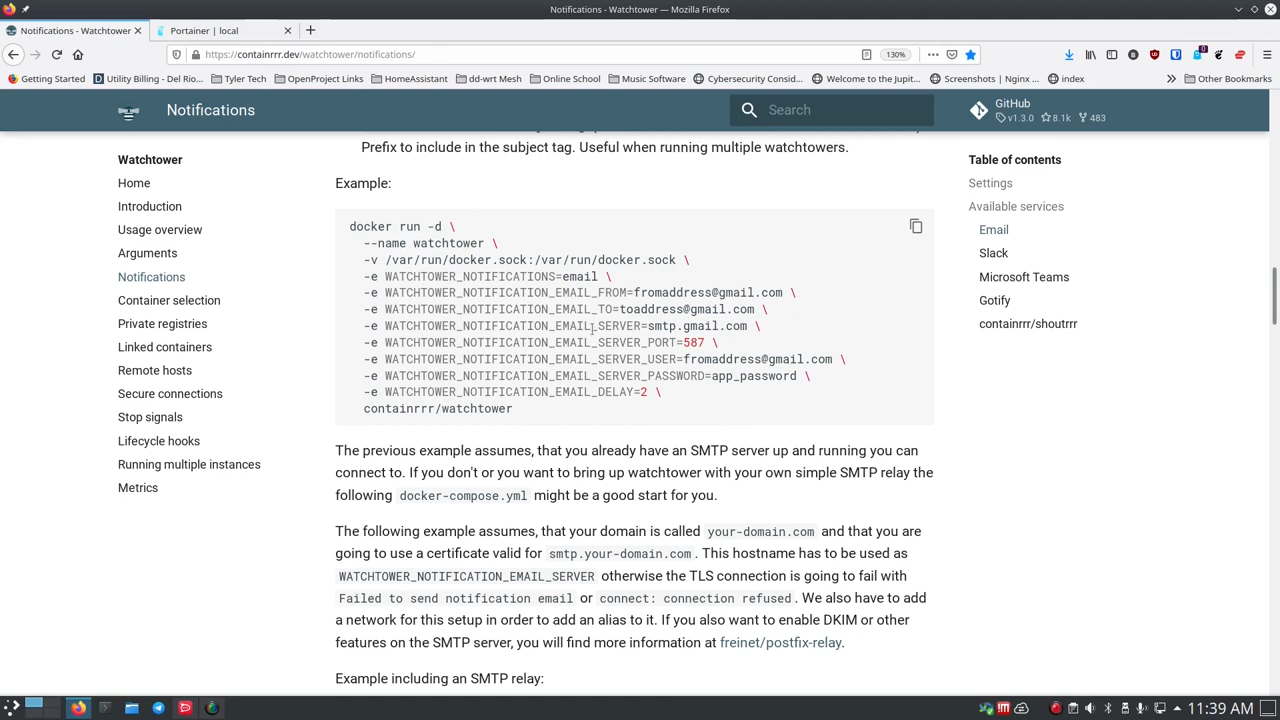 Notifications - Watchtower — Mozilla Firefox
Notifications - Watchtower
Portainer | local
https://containrrr.dev/watchtower/notifications/
130%
Getting Started
Utility Billing - Del Rio...
Tyler Tech
OpenProject Links
HomeAssistant
dd-wrt Mesh
Online School
Music Software
Cybersecurity Consid...
Welcome to the Jupit...
Screenshots | Nginx ...
index
Other Bookmarks
Notifications
Search
GitHub
v1.3.0 8.1k 483
Watchtower
Home
Introduction
Usage overview
Arguments
Notifications
Container selection
Private registries
Linked containers
Remote hosts
Secure connections
Stop signals
Lifecycle hooks
Running multiple instances
Metrics
Prefix to include in the subject tag. Useful when running multiple watchtowers.
Example:
docker run -d \
--name watchtower \
-v /var/run/docker.sock:/var/run/docker.sock \
-e WATCHTOWER_NOTIFICATIONS=email \
-e WATCHTOWER_NOTIFICATION_EMAIL_FROM=fromaddress@gmail.com \
-e WATCHTOWER_NOTIFICATION_EMAIL_TO=toaddress@gmail.com \
-e WATCHTOWER_NOTIFICATION_EMAIL_SERVER=smtp.gmail.com \
-e WATCHTOWER_NOTIFICATION_EMAIL_SERVER_PORT=587 \
-e WATCHTOWER_NOTIFICATION_EMAIL_SERVER_USER=fromaddress@gmail.com \
-e WATCHTOWER_NOTIFICATION_EMAIL_SERVER_PASSWORD=app_password \
-e WATCHTOWER_NOTIFICATION_EMAIL_DELAY=2 \
containrrr/watchtower
The previous example assumes, that you already have an SMTP server up and running you can
connect to. If you don't or you want to bring up watchtower with your own simple SMTP relay the
following docker-compose.yml might be a good start for you.
The following example assumes, that your domain is called your-domain.com and that you are
going to use a certificate valid for smtp.your-domain.com. This hostname has to be used as
WATCHTOWER_NOTIFICATION_EMAIL_SERVER otherwise the TLS connection is going to fail with
Failed to send notification email or connect: connection refused. We also have to add
a network for this setup in order to add an alias to it. If you also want to enable DKIM or other
features on the SMTP server, you will find more information at freinet/postfix-relay.
Example including an SMTP relay:
Table of contents
Settings
Available services
Email
Slack
Microsoft Teams
Gotify
containrrr/shoutrrr
11:39 AM